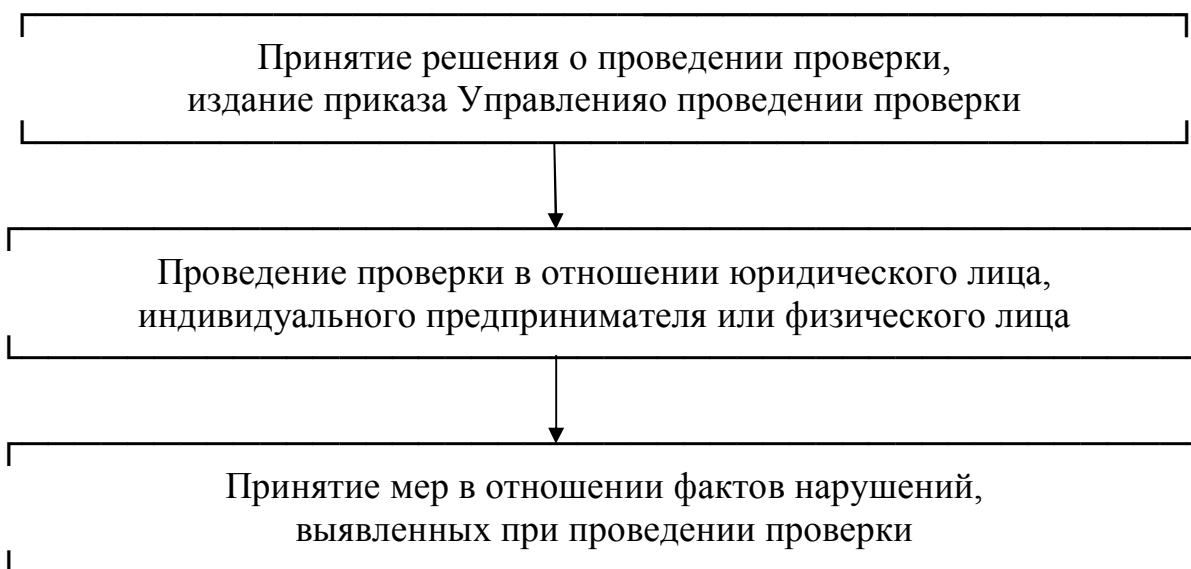 Принятие решения о проведении проверки,
издание приказа Управленияо проведении проверки
Проведение проверки в отношении юридического лица,
индивидуального предпринимателя или физического лица
Принятие мер в отношении фактов нарушений,
выявленных при проведении проверки